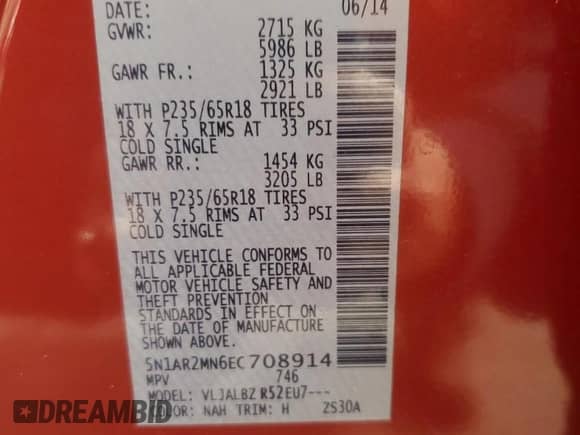 DATE: 06/14
GVWR: 2715 KG
5986 LB
GAWR FR.: 1325 KG
2921 LB
WITH P235/65R18 TIRES
18 X 7.5 RIMS AT 33 PSI
COLD SINGLE
GAWR RR.: 1454 KG
3205 LB
WITH P235/65R18 TIRES
18 X 7.5 RIMS AT 33 PSI
COLD SINGLE
THIS VEHICLE CONFORMS TO
ALL APPLICABLE FEDERAL
MOTOR VEHICLE SAFETY AND
THEFT PREVENTION
STANDARDS IN EFFECT ON
THE DATE OF MANUFACTURE
SHOWN ABOVE.
5N1AR2MN6EC708914
MPV 746
MODEL: VLJALBZ R52EU7---
COLOR: NAH TRIM: H 2S30A
DREAMBID